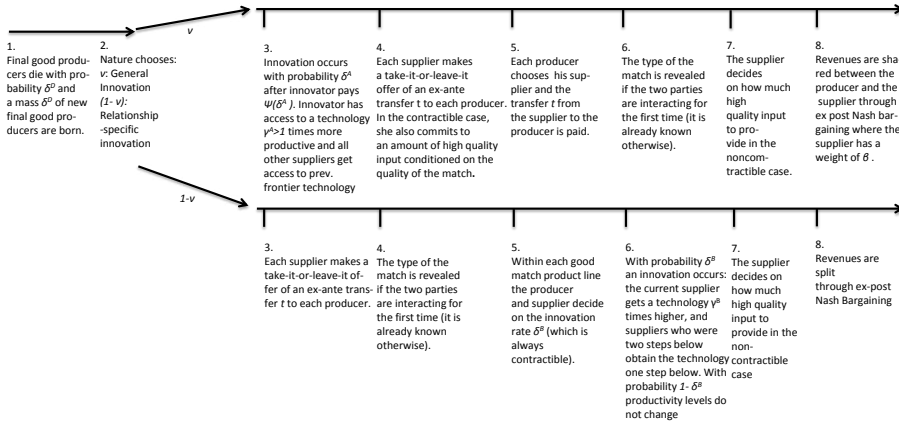 1.
Final good produ-
cers die with pro-
bability δᴰ and
a mass δᴰ of new
final good pro-
ducers are born.
2.
Nature chooses:
ν: General
Innovation
(1- ν):
Relationship
-specific
innovation
ν
3.
Innovation occurs
with probability δᴬ
after innovator pays
Ψ(δᴬ ). Innovator has
access to a technology
γᴬ>1 times more
productive and all
other suppliers get
access to prev.
frontier technology
4.
Each supplier makes
a take-it-or-leave-it
offer of an ex-ante
transfer t to each producer.
In the contractible case,
she also commits to
an amount of high quality
input conditioned on the
quality of the match.
5.
Each producer
chooses his sup-
plier and the
transfer t from
the supplier to the
producer is paid.
6.
The type of the
match is revealed
if the two parties
are interacting for
the first time (it is
already known
otherwise).
7.
The supplier
decides
on how much
high
quality input
to pro-
vide in the
noncom-
tractible case.
8.
Revenues are sha-
red between the
producer and the
supplier through
ex post Nash bar-
gaining where the
supplier has a
weight of β .
1-ν
3.
Each supplier makes a
take-it-or-leave-it of-
fer of an ex-ante trans-
fer t to each producer.
4.
The type of the
match is revealed
if the two parties
are interacting for
the first time (it is
already known
otherwise).
5.
Within each good
match product line
the producer
and supplier decide
on the innovation
rate δᴮ (which is
always
contractible).
6.
With probability δᴮ
an innovation occurs:
the current supplier
gets a technology γᴮ
times higher, and
suppliers who were
two steps below
obtain the technology
one step below. With
probability 1- δᴮ
productivity levels do
not change
7.
The supplier
decides on
how much
high quality
input to
provide in the
non-
contractible
case
8.
Revenues are
split
through ex-post
Nash Bargaining